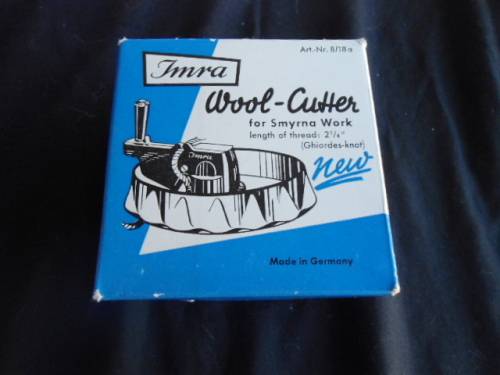 Art.-Nr. 8/18a
Imra
Wool-Cutter
for Smyrna Work
length of thread: 2¹/₄"
(Ghiordes-knot)
Imra
New
Made in Germany